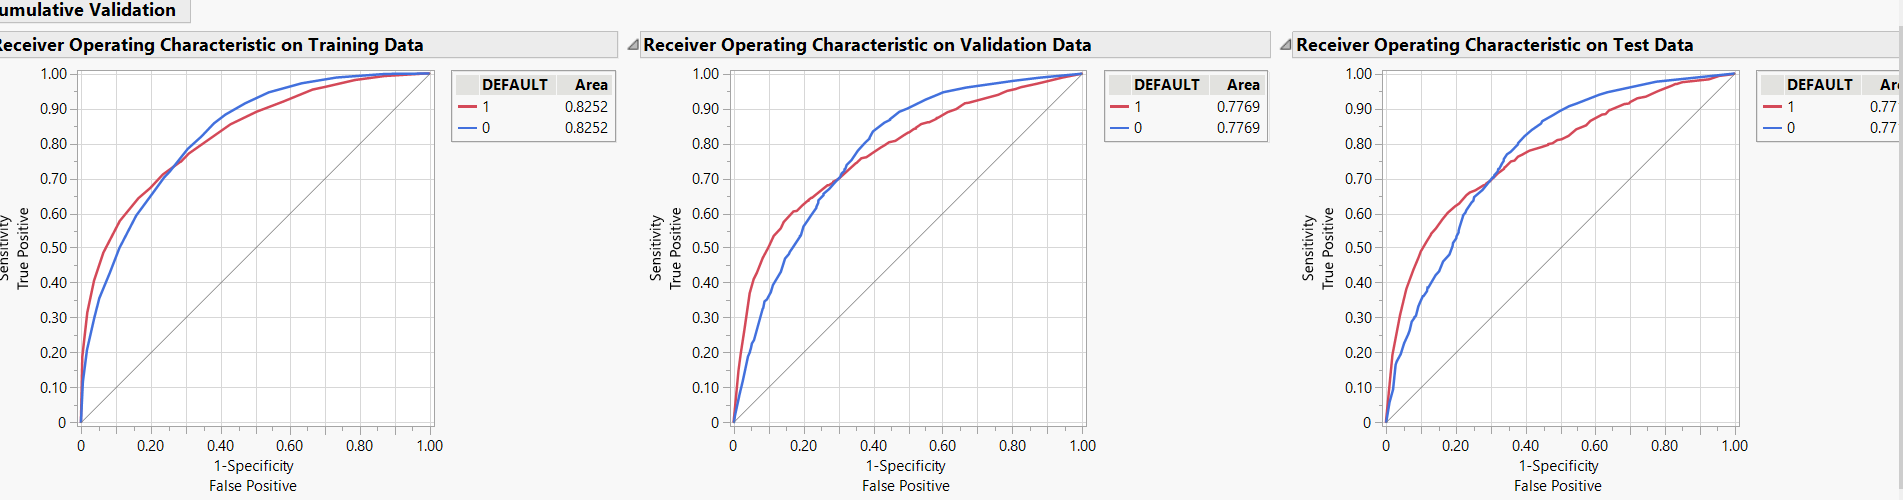 umulative Validation
Receiver Operating Characteristic on Training Data
1.00
0.90
0.80
0.70
0.60
0.50
0.40
0.30
0.20
0.10
0
Sensitivity
True Positive
0 0.20 0.40 0.60 0.80 1.00
1-Specificity
False Positive
DEFAULT Area
1 0.8252
0 0.8252
Receiver Operating Characteristic on Validation Data
1.00
0.90
0.80
0.70
0.60
0.50
0.40
0.30
0.20
0.10
0
Sensitivity
True Positive
0 0.20 0.40 0.60 0.80 1.00
1-Specificity
False Positive
DEFAULT Area
1 0.7769
0 0.7769
Receiver Operating Characteristic on Test Data
1.00
0.90
0.80
0.70
0.60
0.50
0.40
0.30
0.20
0.10
0
Sensitivity
True Positive
0 0.20 0.40 0.60 0.80 1.00
1-Specificity
False Positive
DEFAULT Ar
1 0.77
0 0.77